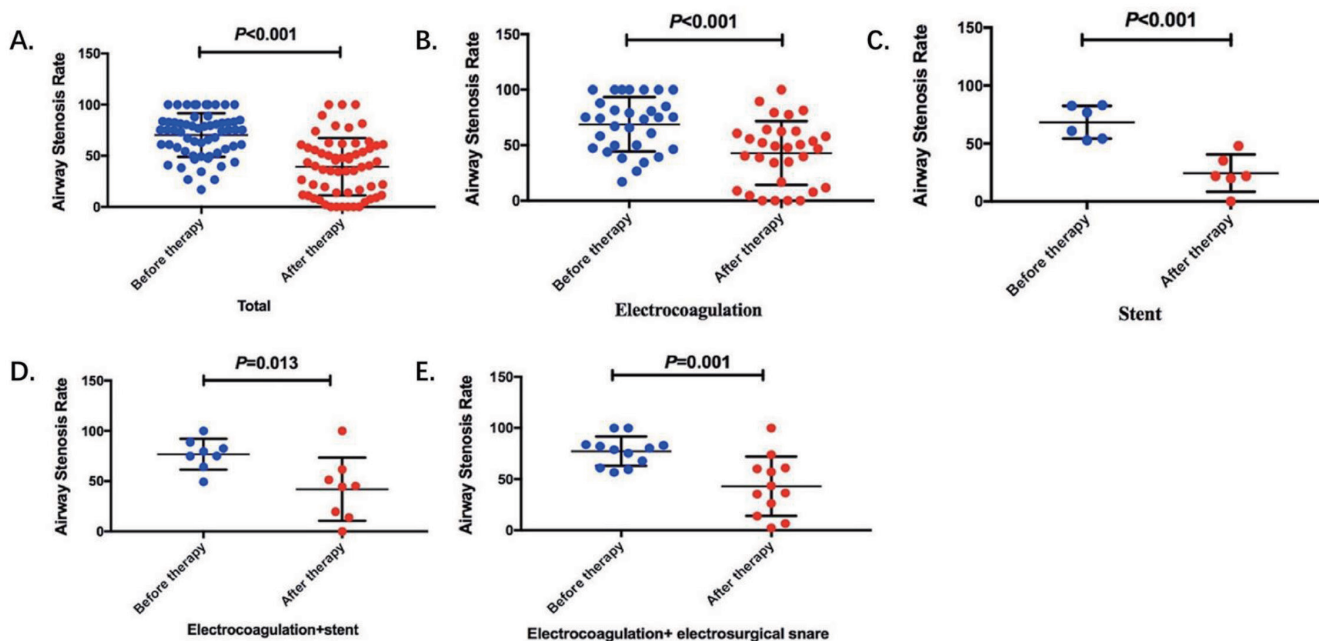 A.
P<0.001
Airway Stenosis Rate
150
100
50
0
Before therapy
After therapy
Total
B.
P<0.001
Airway Stenosis Rate
150
100
50
0
Before therapy
After therapy
Electrocoagulation
C.
P<0.001
Airway Stenosis Rate
150
100
50
0
Before therapy
After therapy
Stent
D.
P=0.013
Airway Stenosis Rate
150
100
50
0
Before therapy
After therapy
Electrocoagulation+stent
E.
P=0.001
Airway Stenosis Rate
150
100
50
0
Before therapy
After therapy
Electrocoagulation+ electrosurgical snare